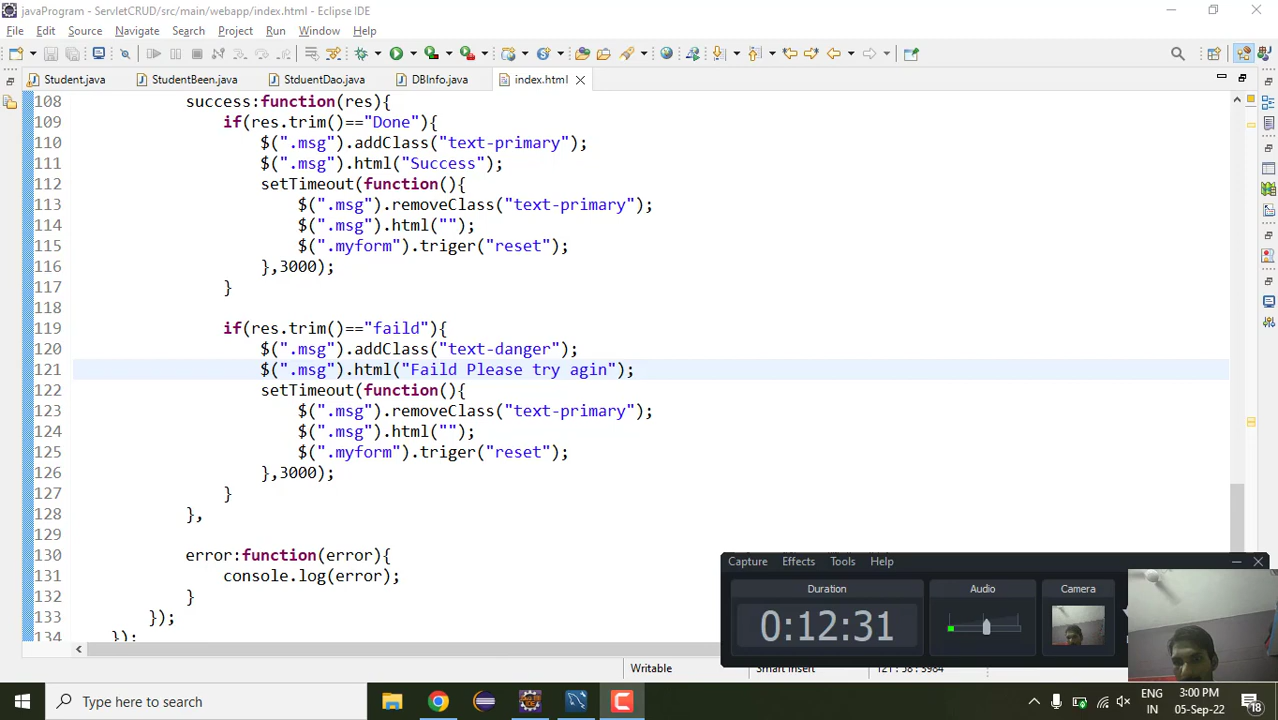 javaProgram - ServletCRUD/src/main/webapp/index.html - Eclipse IDE
File Edit Source Navigate Search Project Run Window Help
Student.java StudentBeen.java StduentDao.java DBInfo.java index.html
108 success:function(res){
109 if(res.trim()=="Done"){
110 $(".msg").addClass("text-primary");
111 $(".msg").html("Success");
112 setTimeout(function(){
113 $(".msg").removeClass("text-primary");
114 $(".msg").html("");
115 $(".myform").triger("reset");
116 },3000);
117 }
118
119 if(res.trim()=="faild"){
120 $(".msg").addClass("text-danger");
121 $(".msg").html("Faild Please try agin");
122 setTimeout(function(){
123 $(".msg").removeClass("text-primary");
124 $(".msg").html("");
125 $(".myform").triger("reset");
126 },3000);
127 }
128 },
129
130 error:function(error){
131 console.log(error);
132 }
133 });
134 });
Capture Effects Tools Help
Duration Audio Camera
0:12:31
Writable Smart Insert 121 : 58 : 3984
Type here to search
ENG 3:00 PM
IN 05-Sep-22
18